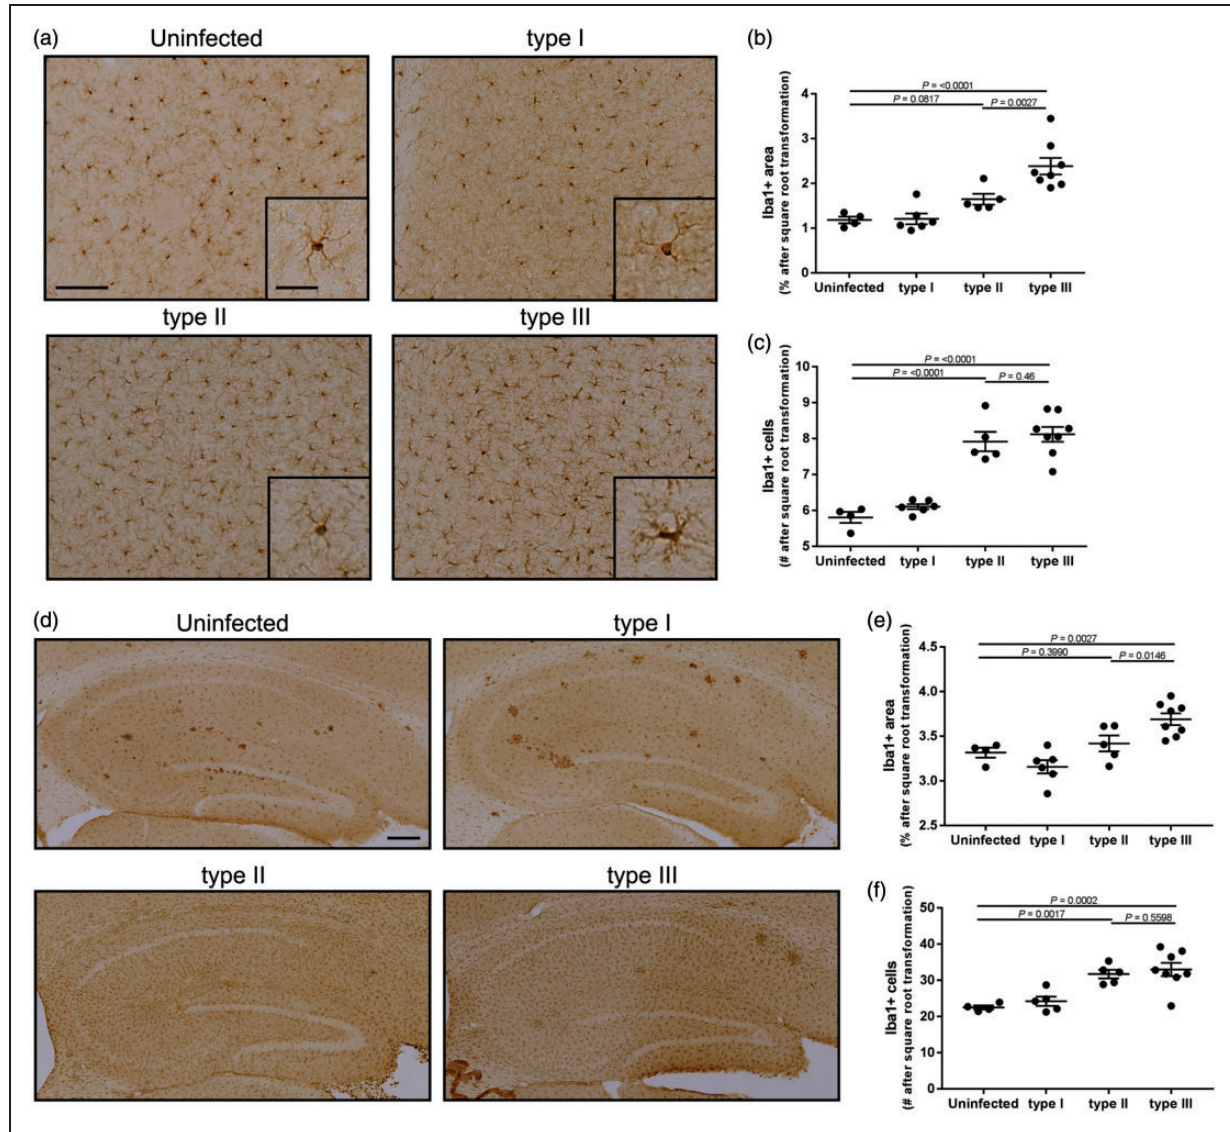 (a)
Uninfected
type I
type II
type III
(b)
P = <0.0001
P = 0.0817
P = 0.0027
Iba1+ area
(% after square root transformation)
4
3
2
1
0
Uninfected type I type II type III
(c)
P = <0.0001
P = <0.0001
P = 0.46
Iba1+ cells
(# after square root transformation)
10
9
8
7
6
5
Uninfected type I type II type III
(d)
Uninfected
type I
type II
type III
(e)
P = 0.0027
P = 0.3990
P = 0.0146
Iba1+ area
(% after square root transformation)
4.5
4.0
3.5
3.0
2.5
Uninfected type I type II type III
(f)
P = 0.0002
P = 0.0017
P = 0.5598
Iba1+ cells
(# after square root transformation)
50
40
30
20
10
0
Uninfected type I type II type III